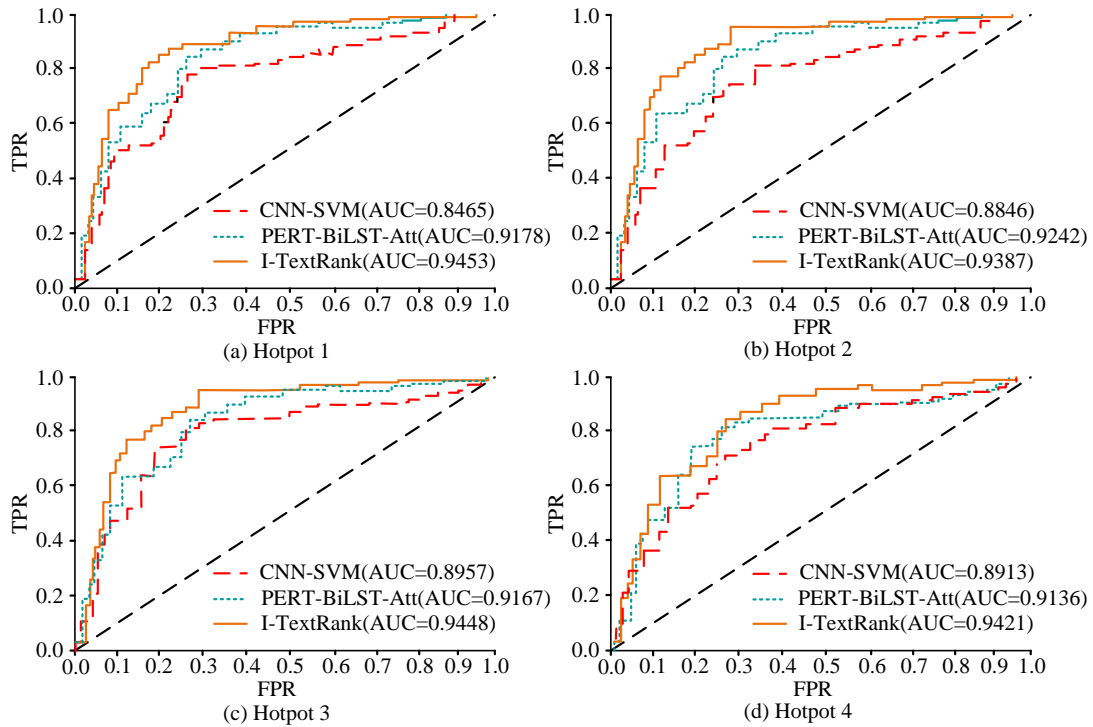 1.0
0.8
0.6
0.4
0.2
0.0
TPR
CNN-SVM(AUC=0.8465)
PERT-BiLST-Att(AUC=0.9178)
I-TextRank(AUC=0.9453)
0.0 0.1 0.2 0.3 0.4 0.5 0.6 0.7 0.8 0.9 1.0
FPR
(a) Hotpot 1
1.0
0.8
0.6
0.4
0.2
0.0
TPR
CNN-SVM(AUC=0.8846)
PERT-BiLST-Att(AUC=0.9242)
I-TextRank(AUC=0.9387)
0.0 0.1 0.2 0.3 0.4 0.5 0.6 0.7 0.8 0.9 1.0
FPR
(b) Hotpot 2
1.0
0.8
0.6
0.4
0.2
0.0
TPR
CNN-SVM(AUC=0.8957)
PERT-BiLST-Att(AUC=0.9167)
I-TextRank(AUC=0.9448)
0.0 0.1 0.2 0.3 0.4 0.5 0.6 0.7 0.8 0.9 1.0
FPR
(c) Hotpot 3
1.0
0.8
0.6
0.4
0.2
0.0
TPR
CNN-SVM(AUC=0.8913)
PERT-BiLST-Att(AUC=0.9136)
I-TextRank(AUC=0.9421)
0.0 0.1 0.2 0.3 0.4 0.5 0.6 0.7 0.8 0.9 1.0
FPR
(d) Hotpot 4